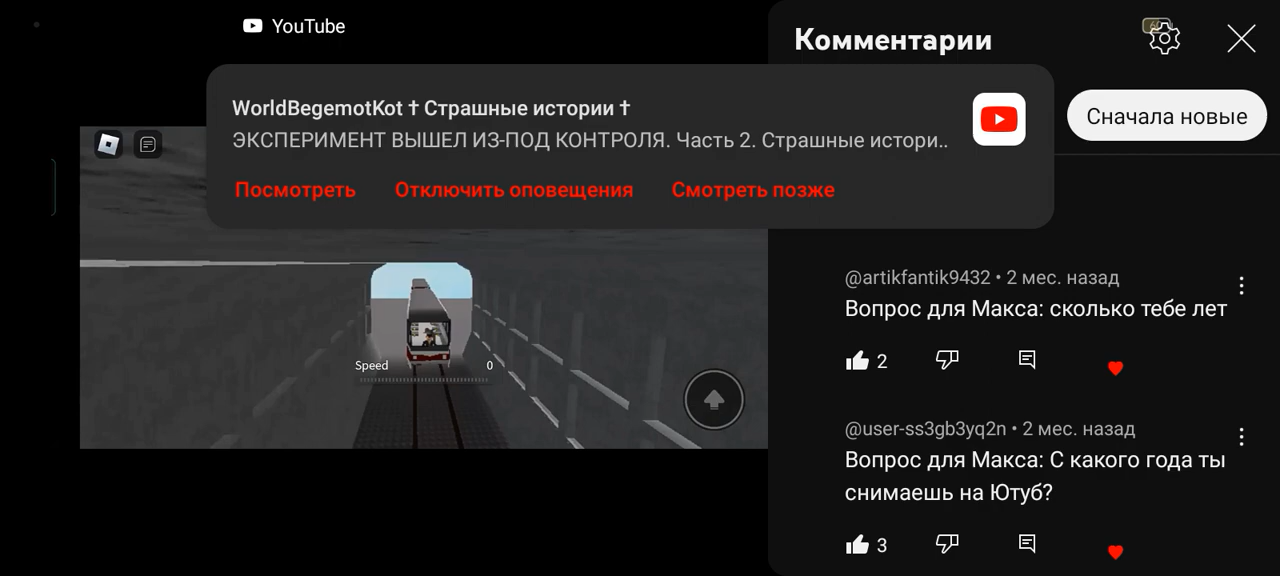 YouTube
Комментарии
WorldBegemotKot † Страшные истории †
ЭКСПЕРИМЕНТ ВЫШЕЛ ИЗ-ПОД КОНТРОЛЯ. Часть 2. Страшные истори..
Посмотреть Отключить оповещения Смотреть позже
Сначала новые
Speed 0
@artikfantik9432 • 2 мес. назад
Вопрос для Макса: сколько тебе лет
2
@user-ss3gb3yq2n • 2 мес. назад
Вопрос для Макса: С какого года ты
снимаешь на Ютуб?
3